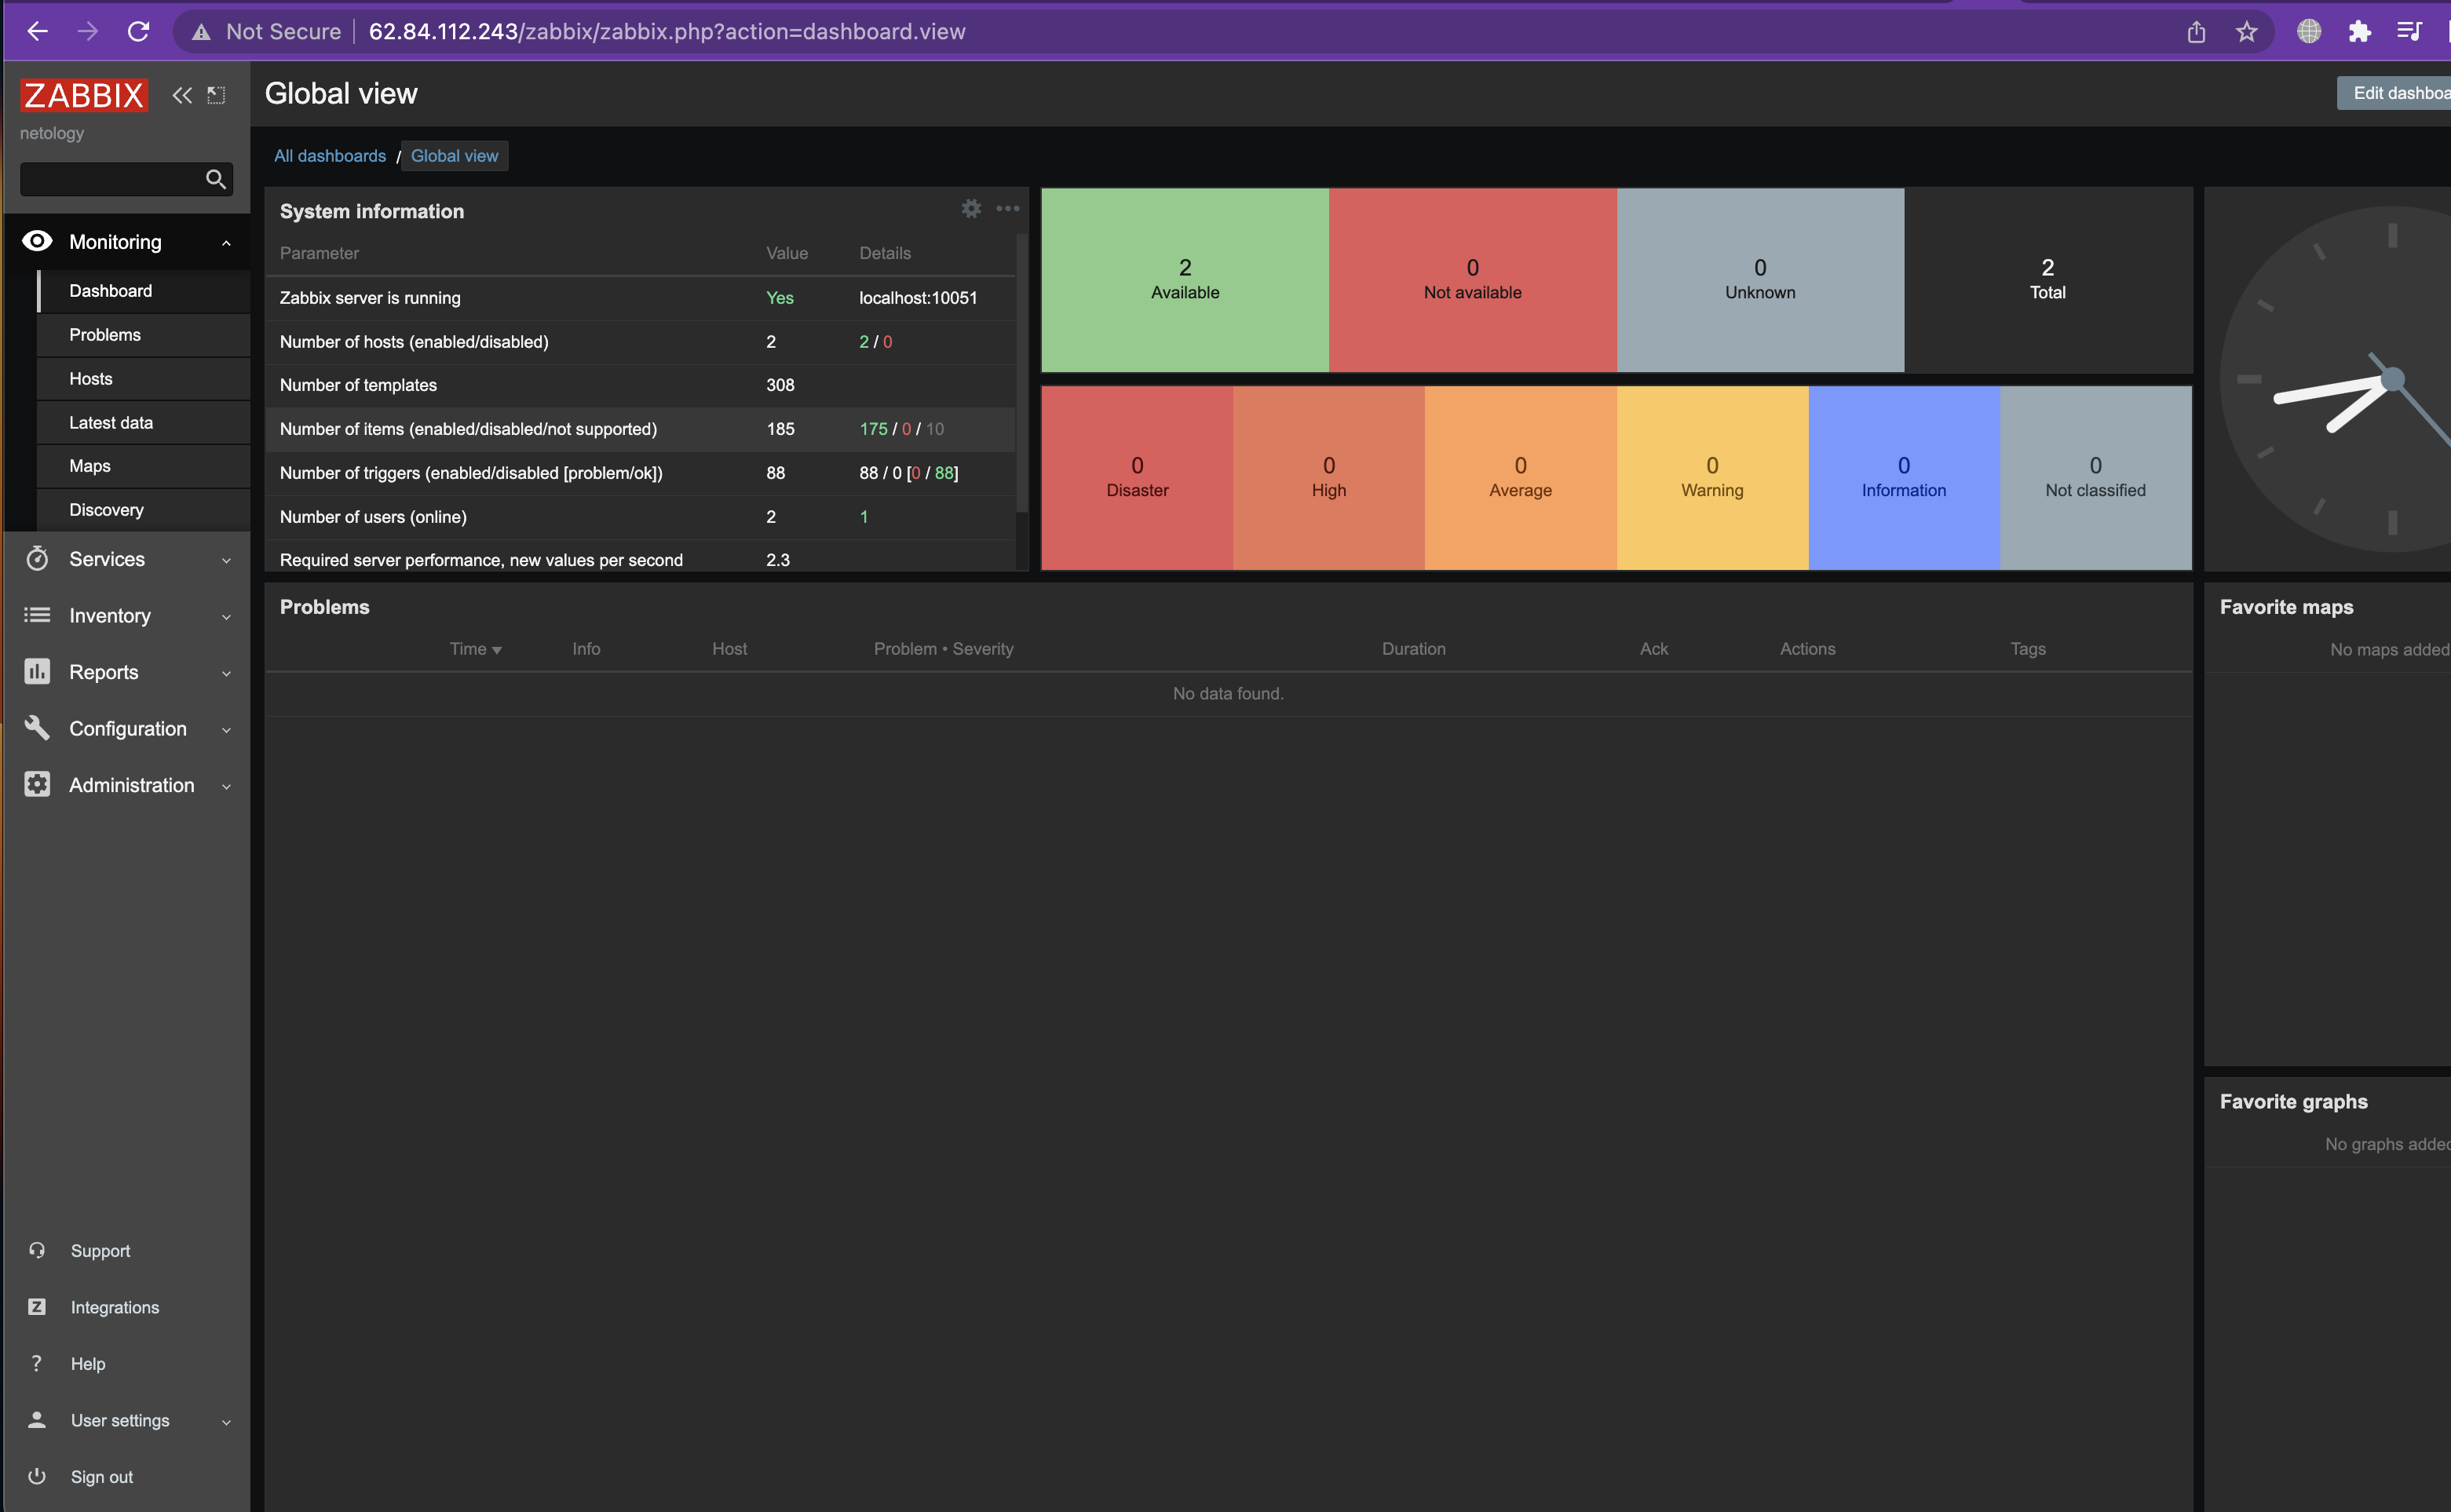 Not Secure | 62.84.112.243/zabbix/zabbix.php?action=dashboard.view
ZABBIX
netology
Global view
Edit dashboa
All dashboards / Global view
Monitoring
Dashboard
Problems
Hosts
Latest data
Maps
Discovery
Services
Inventory
Reports
Configuration
Administration
Support
Integrations
Help
User settings
Sign out
System information
Parameter Value Details
Zabbix server is running Yes localhost:10051
Number of hosts (enabled/disabled) 2 2 / 0
Number of templates 308
Number of items (enabled/disabled/not supported) 185 175 / 0 / 10
Number of triggers (enabled/disabled [problem/ok]) 88 88 / 0 [0 / 88]
Number of users (online) 2 1
Required server performance, new values per second 2.3
2 0 0 2
Available Not available Unknown Total
0 0 0 0 0 0
Disaster High Average Warning Information Not classified
Problems
Time Info Host Problem • Severity Duration Ack Actions Tags
No data found.
Favorite maps
No maps added
Favorite graphs
No graphs added